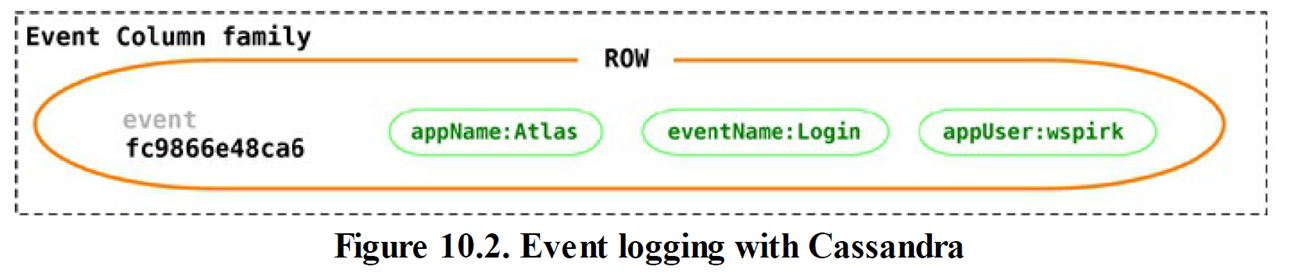 Event Column family
ROW
event
fc9866e48ca6
appName:Atlas
eventName:Login
appUser:wspirk
Figure 10.2. Event logging with Cassandra